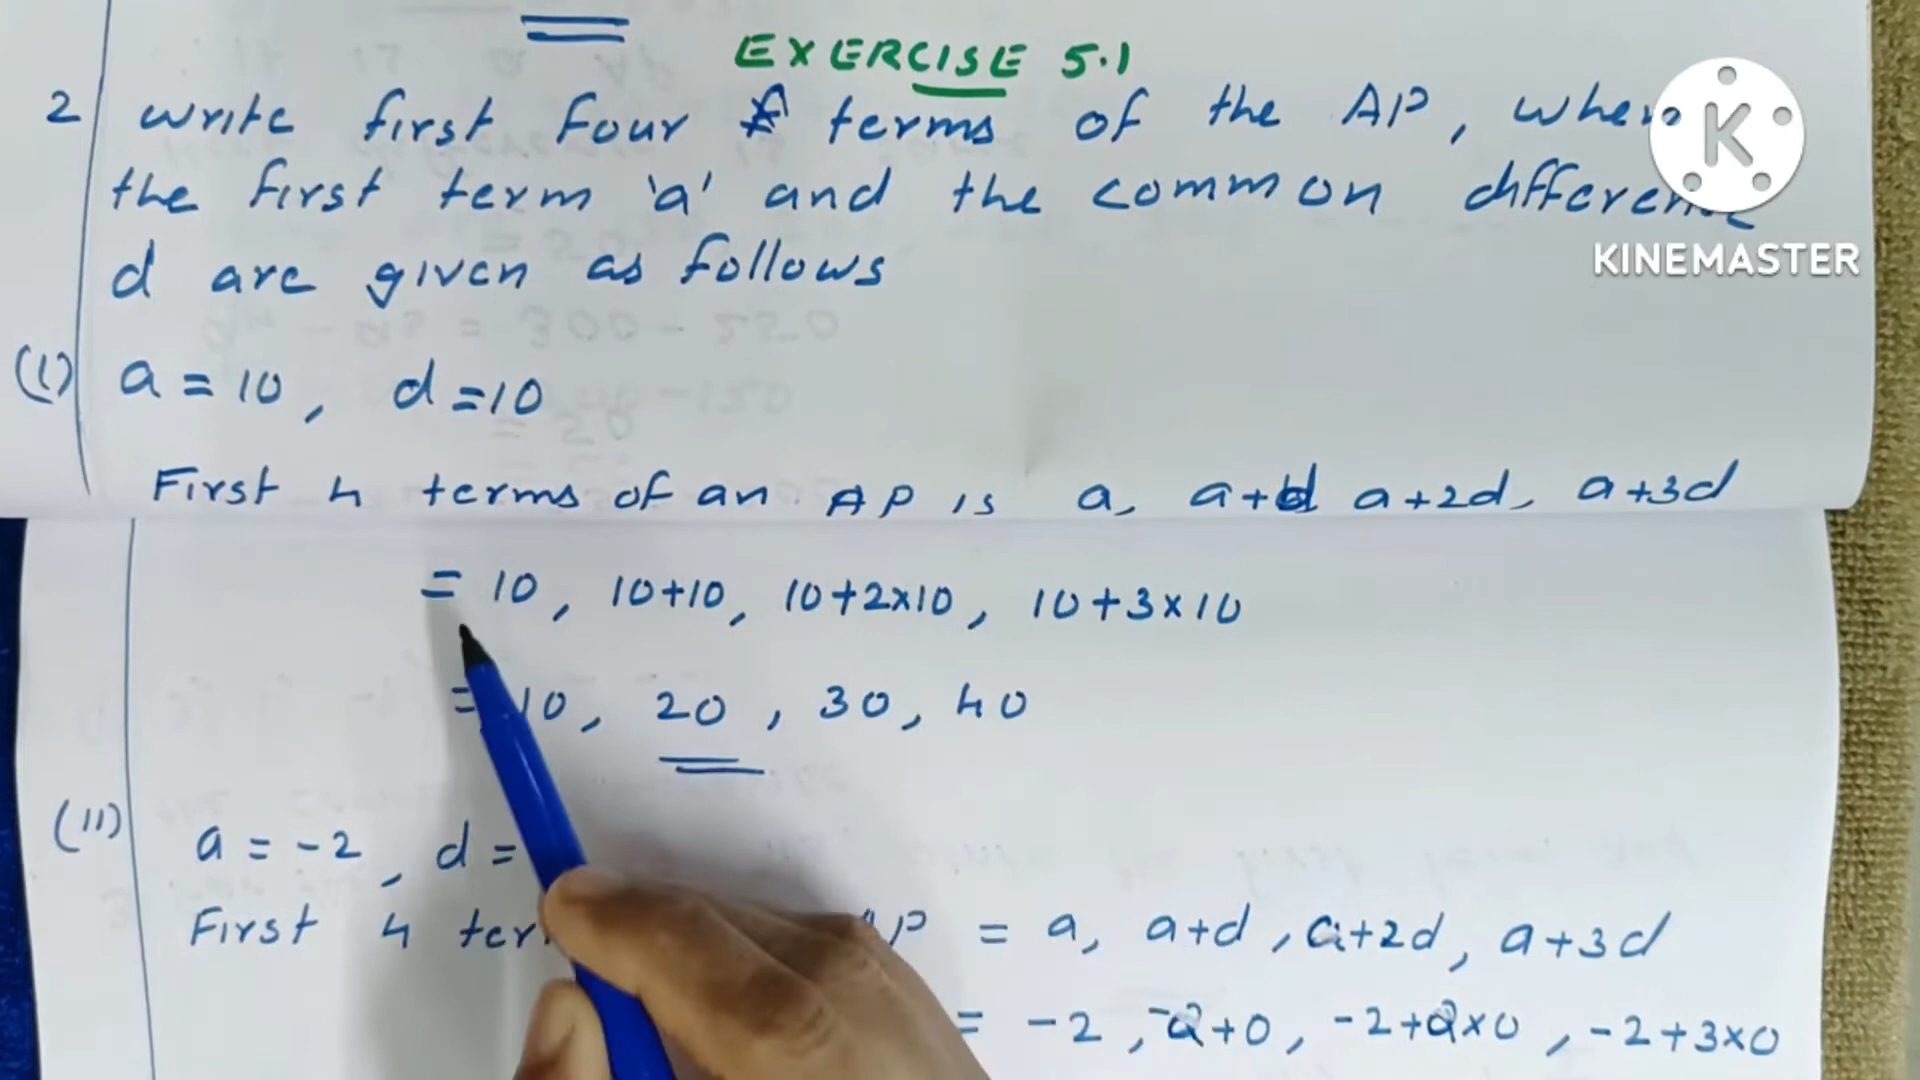 EXERCISE 5.1
2 write first four terms of the AP, when
the first term 'a' and the common difference
d are given as follows
K
KINEMASTER
(I) a = 10, d = 10
First 4 terms of an AP is a, a+d a+2d, a+3d
= 10, 10+10, 10+2×10, 10+3×10
= 10, 20, 30, 40
(II) a = -2, d =
First 4 AP = a, a+d, a+2d, a+3d
= -2, -2+0, -2+2×0, -2+3×0